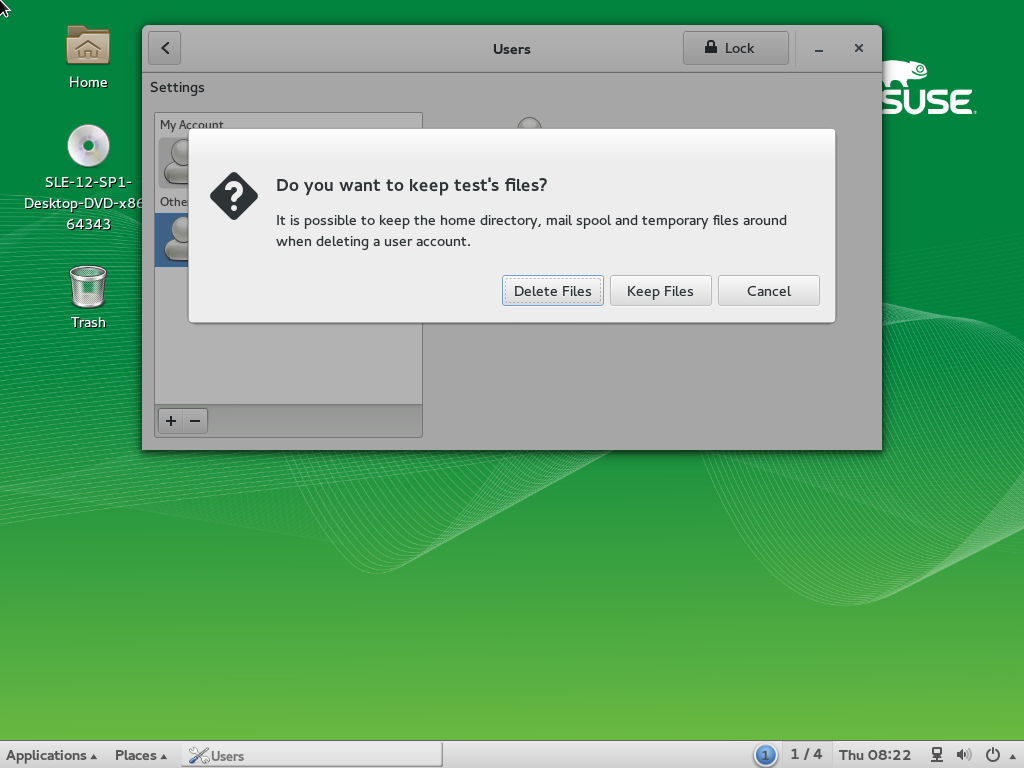 Home
SLE-12-SP1-
Desktop-DVD-x86
64343
Trash
Users
Lock
SUSE
Settings
My Account
Othe
Do you want to keep test's files?
It is possible to keep the home directory, mail spool and temporary files around
when deleting a user account.
Delete Files
Keep Files
Cancel
+ −
Applications
Places
Users
1
1 / 4
Thu 08:22